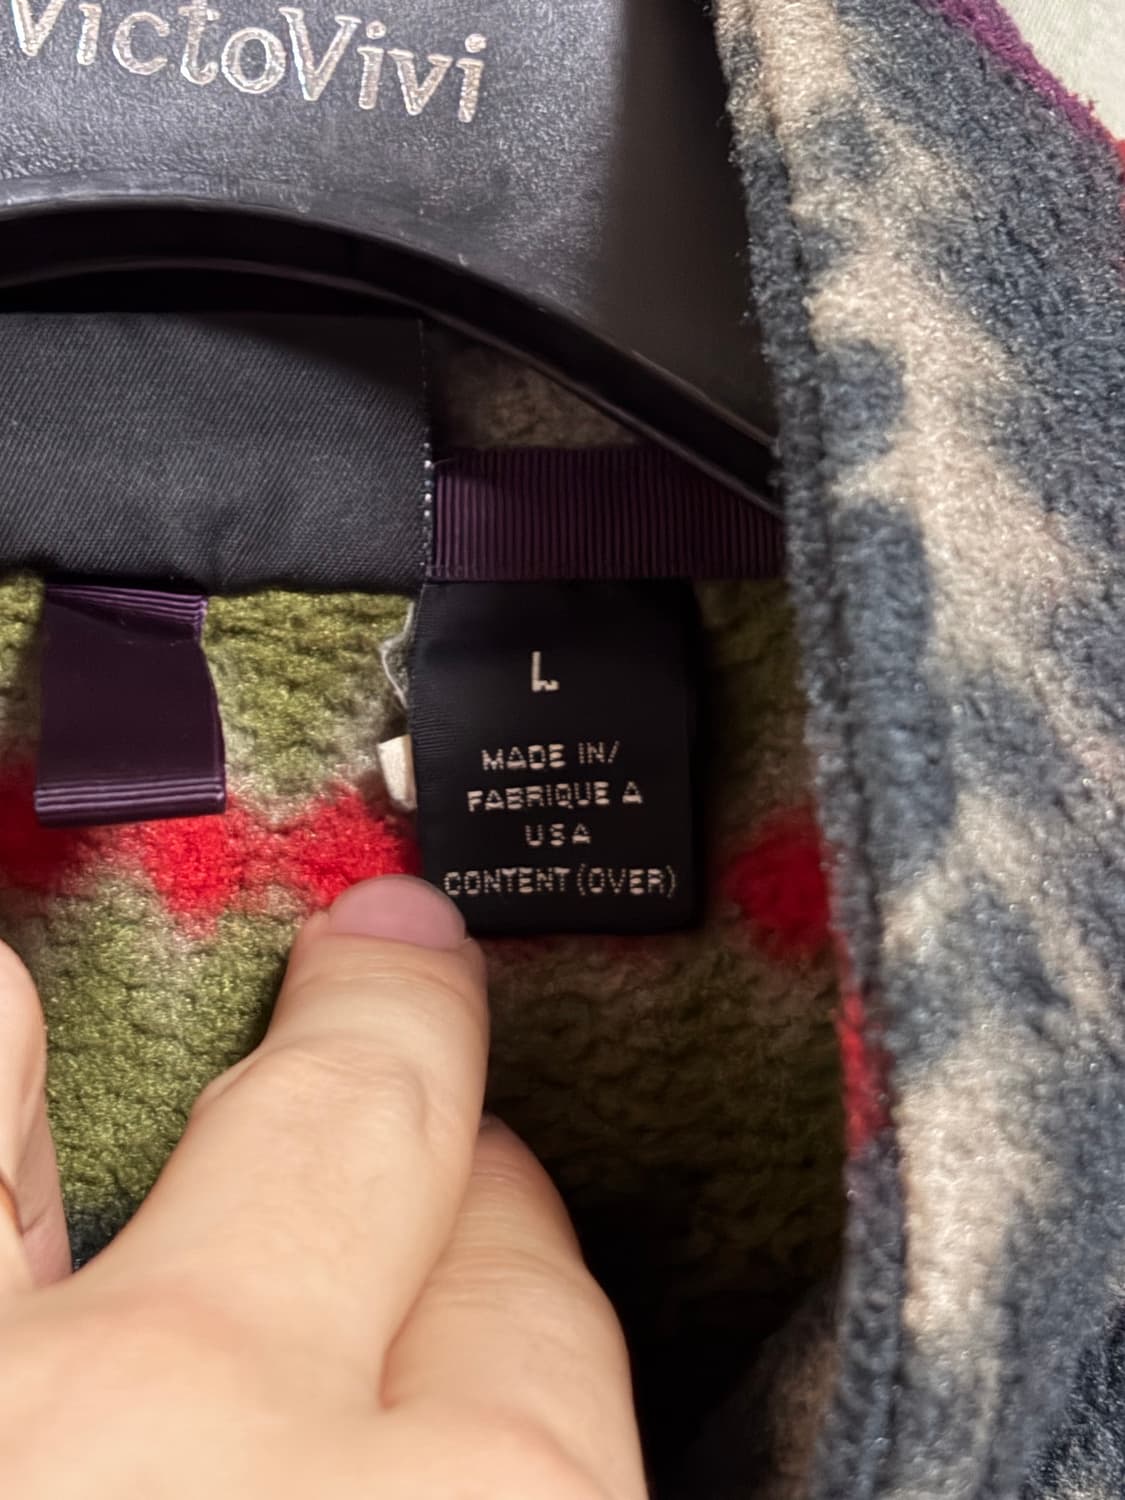 VictoVivi
L
MADE IN/
FABRIQUE A
USA
CONTENT (OVER)